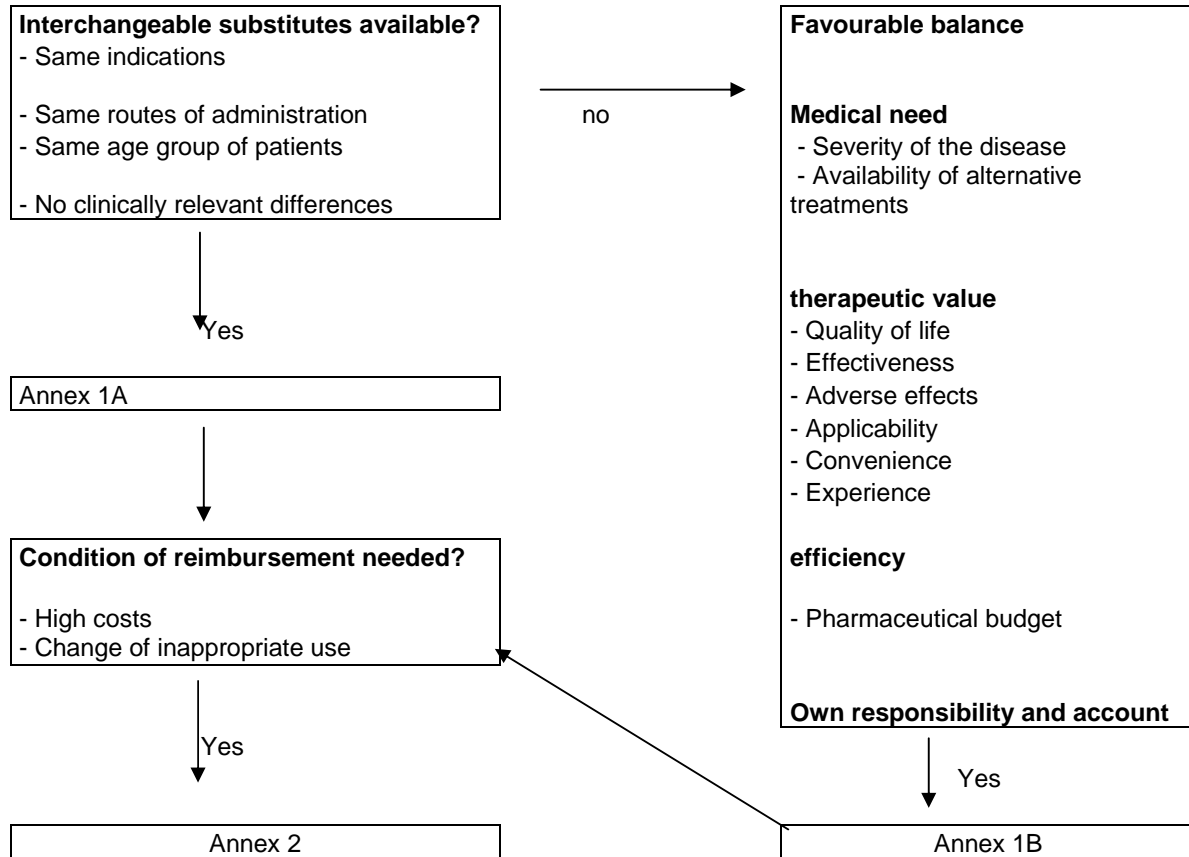 Interchangeable substitutes available?
- Same indications
- Same routes of administration
- Same age group of patients
- No clinically relevant differences
no
Yes
Annex 1A
Condition of reimbursement needed?
- High costs
- Change of inappropriate use
Yes
Annex 2
Favourable balance
Medical need
- Severity of the disease
- Availability of alternative
treatments
therapeutic value
- Quality of life
- Effectiveness
- Adverse effects
- Applicability
- Convenience
- Experience
efficiency
- Pharmaceutical budget
Own responsibility and account
Yes
Annex 1B